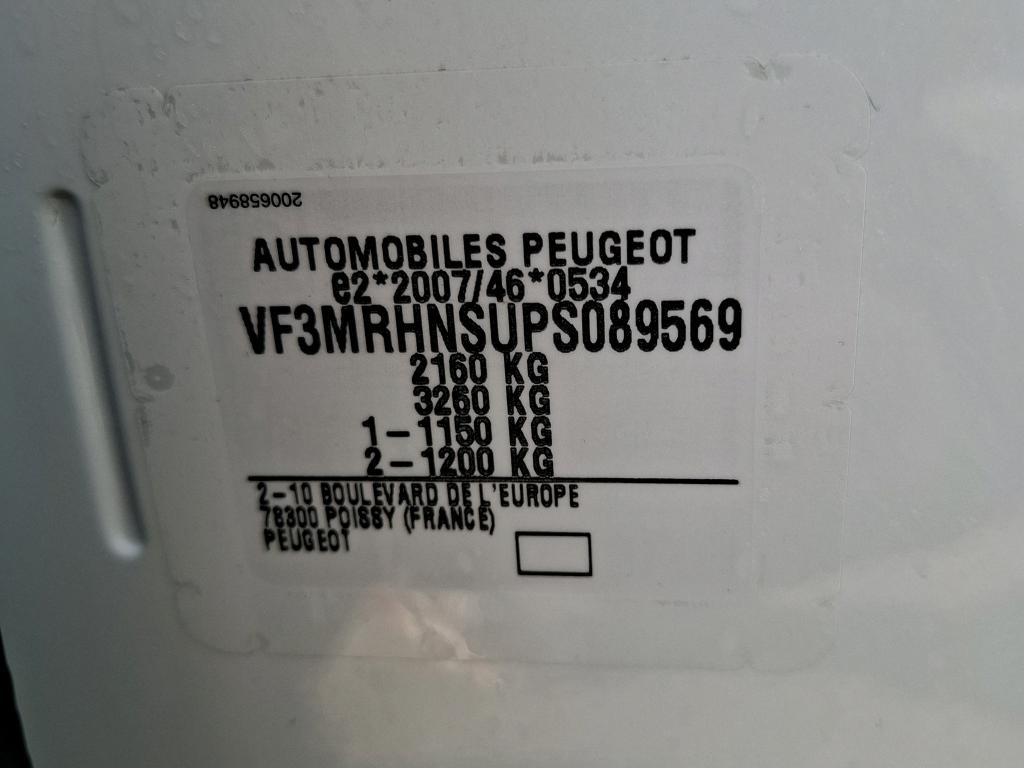 200658948
AUTOMOBILES PEUGEOT
e2*2007/46*0534
VF3MRHNSUPS089569
2160 KG
3260 KG
1-1150 KG
2-1200 KG
2-10 BOULEVARD DE L'EUROPE
78300 POISSY (FRANCE)
PEUGEOT